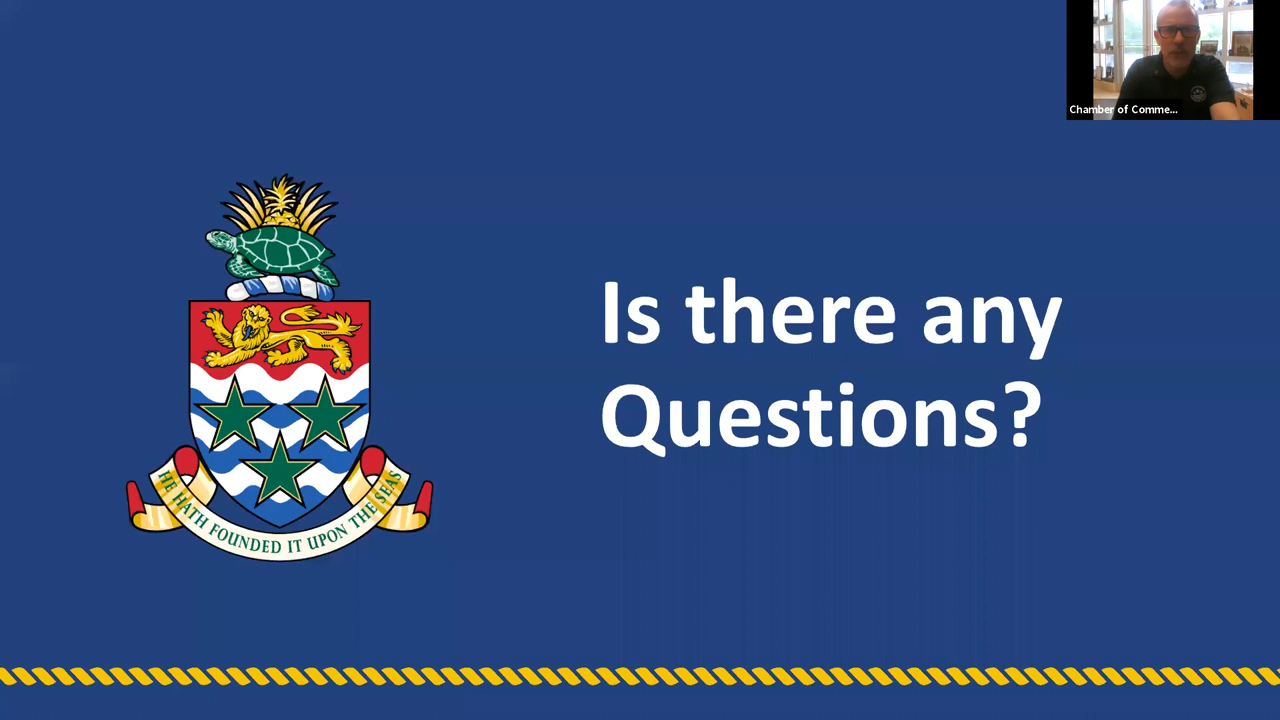 Chamber of Comme...
Is there any
Questions?
HE HATH FOUNDED IT UPON THE SEAS